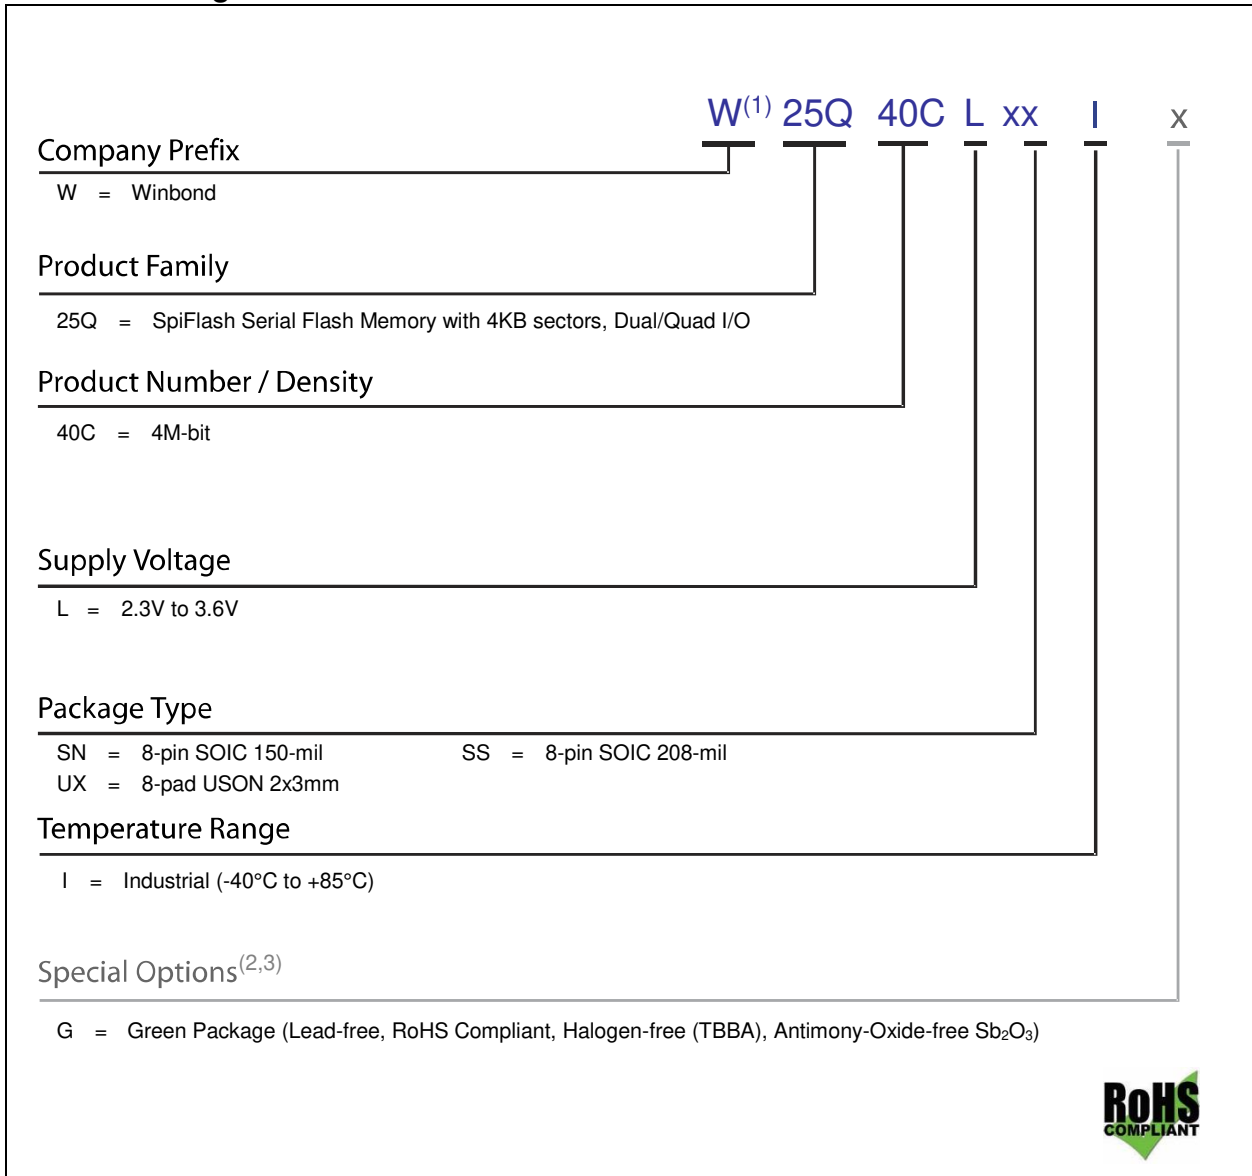 W(1) 25Q 40C L xx I x
Company Prefix
W = Winbond
Product Family
25Q = SpiFlash Serial Flash Memory with 4KB sectors, Dual/Quad I/O
Product Number / Density
40C = 4M-bit
Supply Voltage
L = 2.3V to 3.6V
Package Type
SN = 8-pin SOIC 150-mil SS = 8-pin SOIC 208-mil
UX = 8-pad USON 2x3mm
Temperature Range
I = Industrial (-40°C to +85°C)
Special Options(2,3)
G = Green Package (Lead-free, RoHS Compliant, Halogen-free (TBBA), Antimony-Oxide-free Sb₂O₃)
RoHS
COMPLIANT